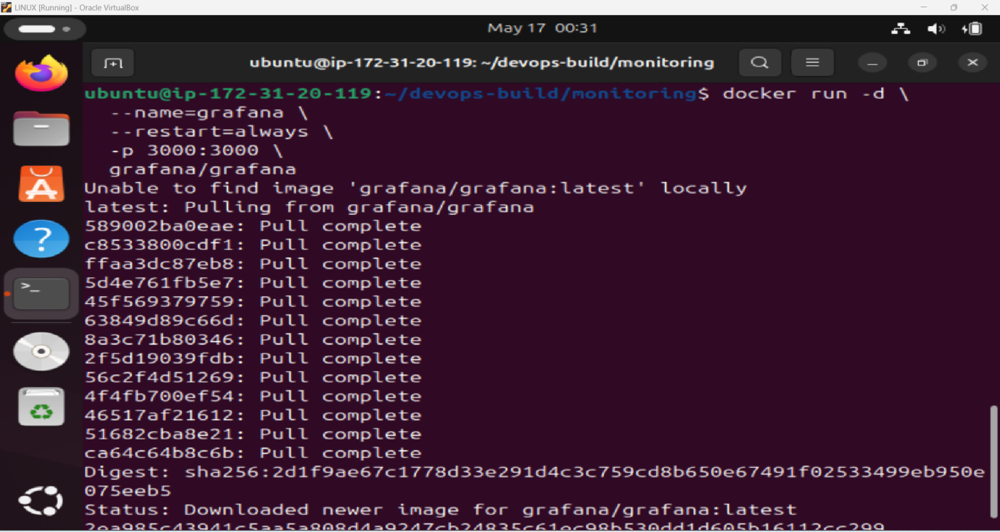 LINUX [Running] - Oracle VirtualBox
May 17 00:31
ubuntu@ip-172-31-20-119: ~/devops-build/monitoring
ubuntu@ip-172-31-20-119:~/devops-build/monitoring$ docker run -d \
--name=grafana \
--restart=always \
-p 3000:3000 \
grafana/grafana
Unable to find image 'grafana/grafana:latest' locally
latest: Pulling from grafana/grafana
589002ba0eae: Pull complete
c8533800cdf1: Pull complete
ffaa3dc87eb8: Pull complete
5d4e761fb5e7: Pull complete
45f569379759: Pull complete
63849d89c66d: Pull complete
8a3c71b80346: Pull complete
2f5d19039fdb: Pull complete
56c2f4d51269: Pull complete
4f4fb700ef54: Pull complete
46517af21612: Pull complete
51682cba8e21: Pull complete
ca64c64b8c6b: Pull complete
Digest: sha256:2d1f9ae67c1778d33e291d4c3c759cd8b650e67491f02533499eb950e
075eeb5
Status: Downloaded newer image for grafana/grafana:latest